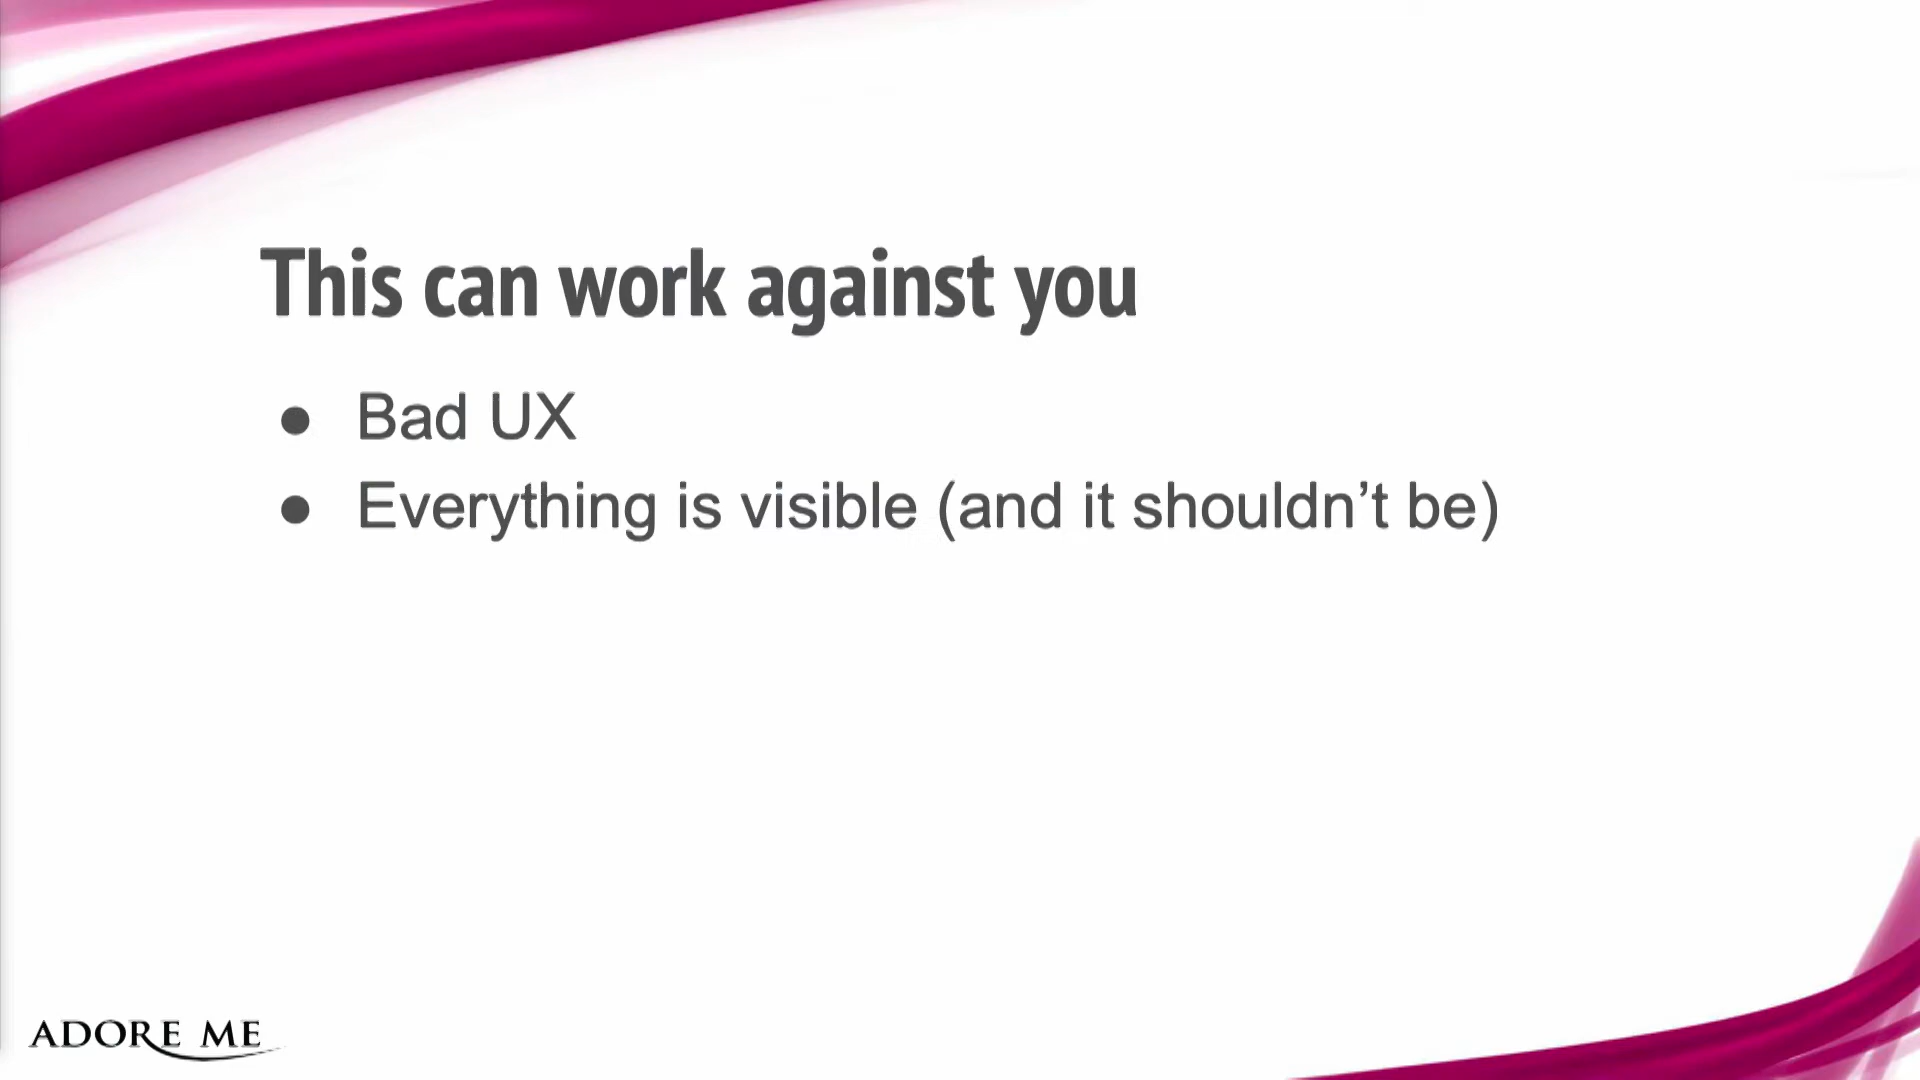 This can work against you
● Bad UX
● Everything is visible (and it shouldn’t be)
ADORE ME